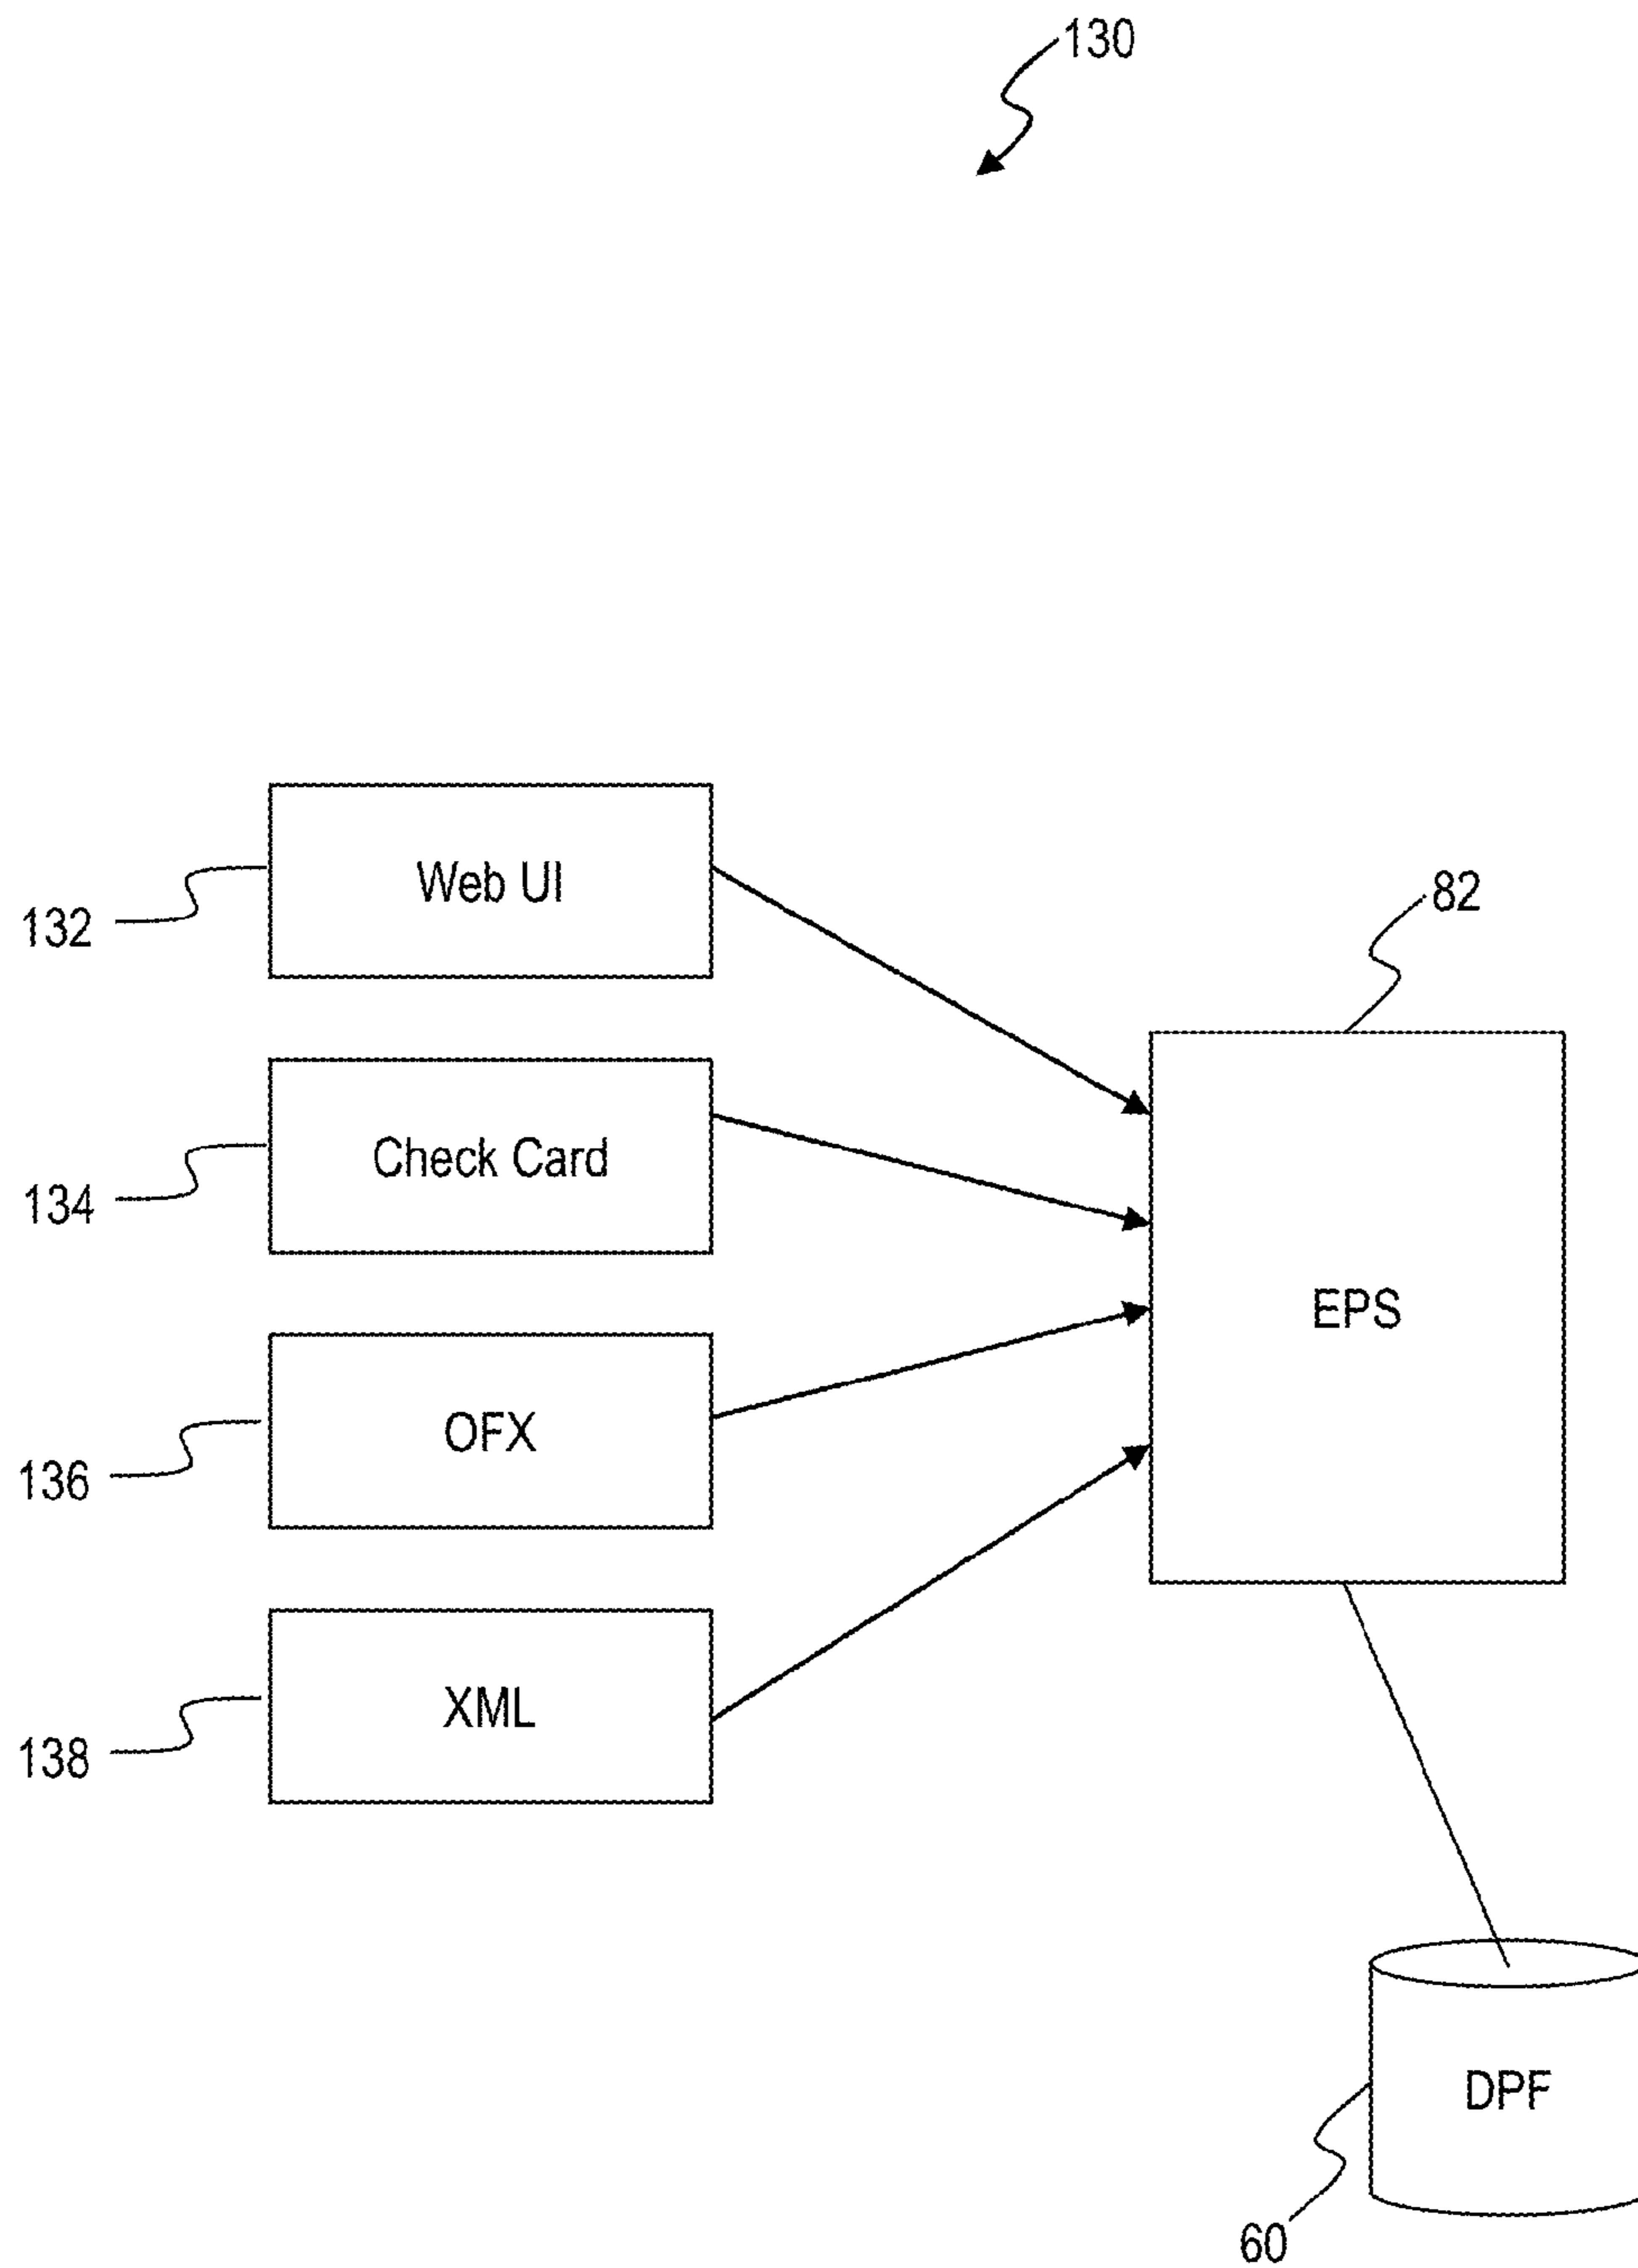 130
Web UI
132
82
Check Card
134
EPS
OFX
136
XML
138
DPF
60